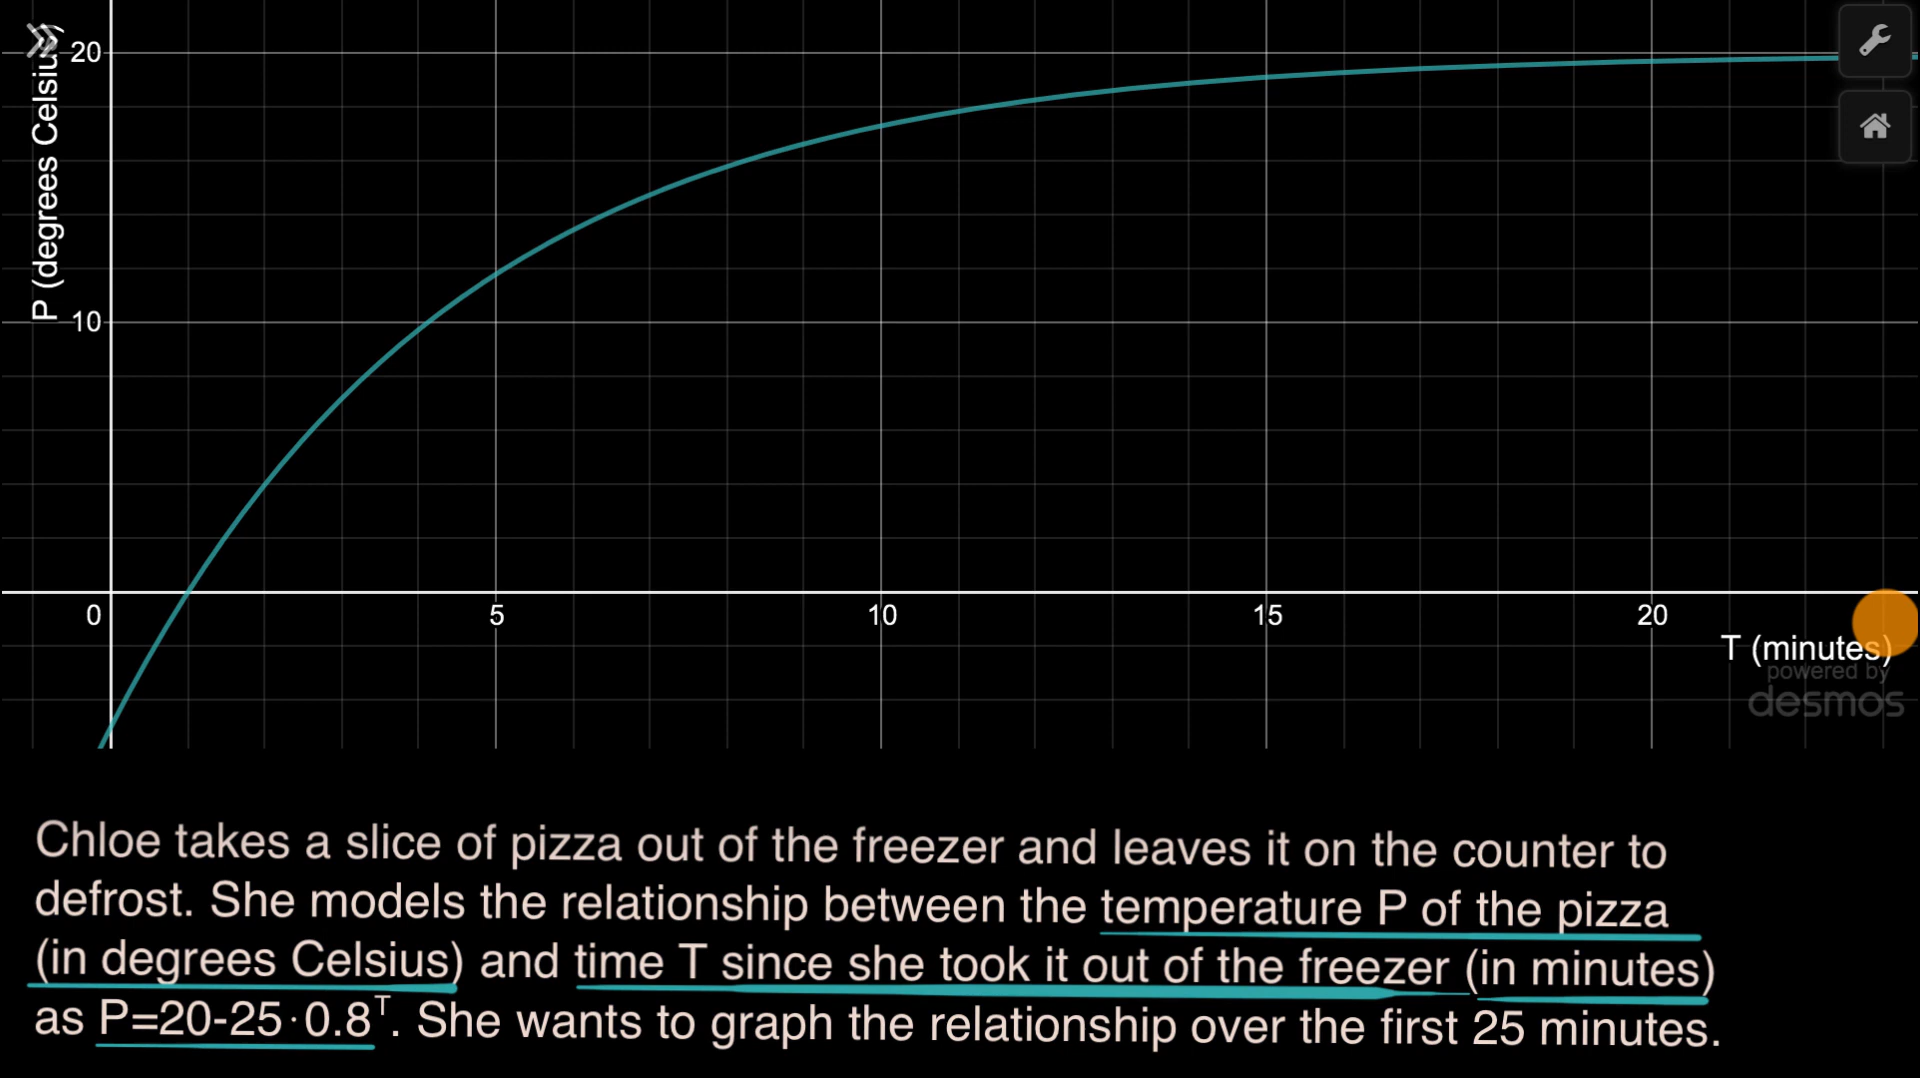 P (degrees Celsius)
20
10
0
5
10
15
20
T (minutes)
powered by
desmos
Chloe takes a slice of pizza out of the freezer and leaves it on the counter to
defrost. She models the relationship between the temperature P of the pizza
(in degrees Celsius) and time T since she took it out of the freezer (in minutes)
as P=20-25·0.8ᵀ. She wants to graph the relationship over the first 25 minutes.